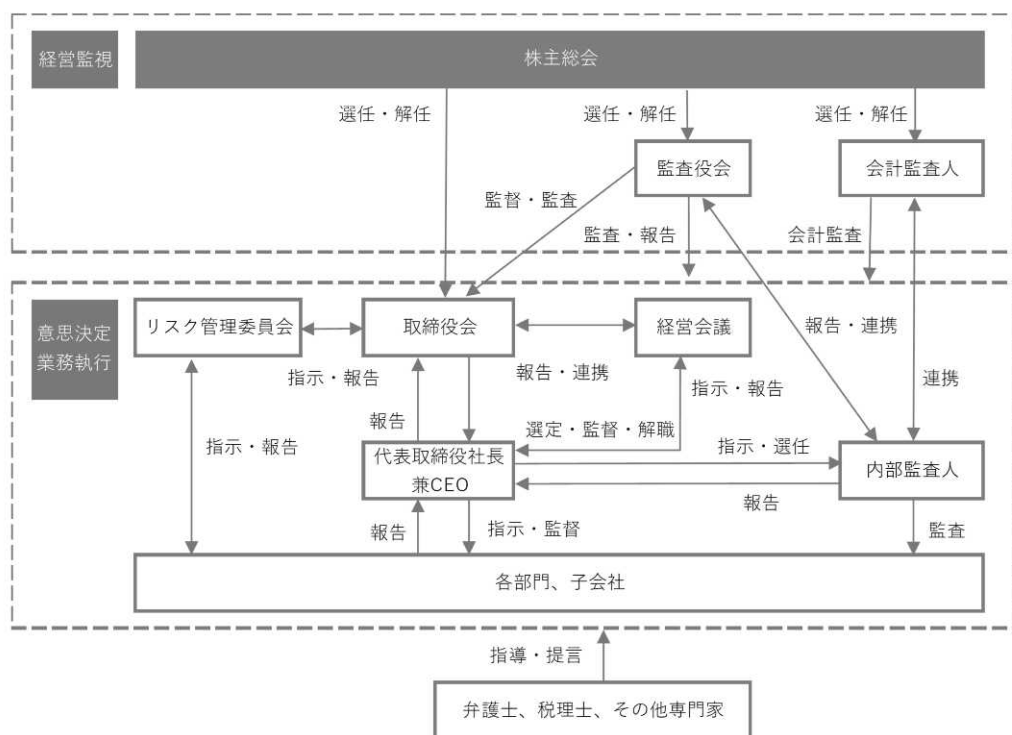 経営監視
株主総会
選任・解任
選任・解任
選任・解任
監査役会
会計監査人
監督・監査
監査・報告
会計監査
意思決定
業務執行
リスク管理委員会
取締役会
経営会議
報告・連携
指示・報告
報告・連携
指示・報告
連携
報告
選定・監督・解職
指示・報告
指示・選任
代表取締役社長
兼CEO
内部監査人
報告
報告
指示・監督
監査
各部門、子会社
指導・提言
弁護士、税理士、その他専門家